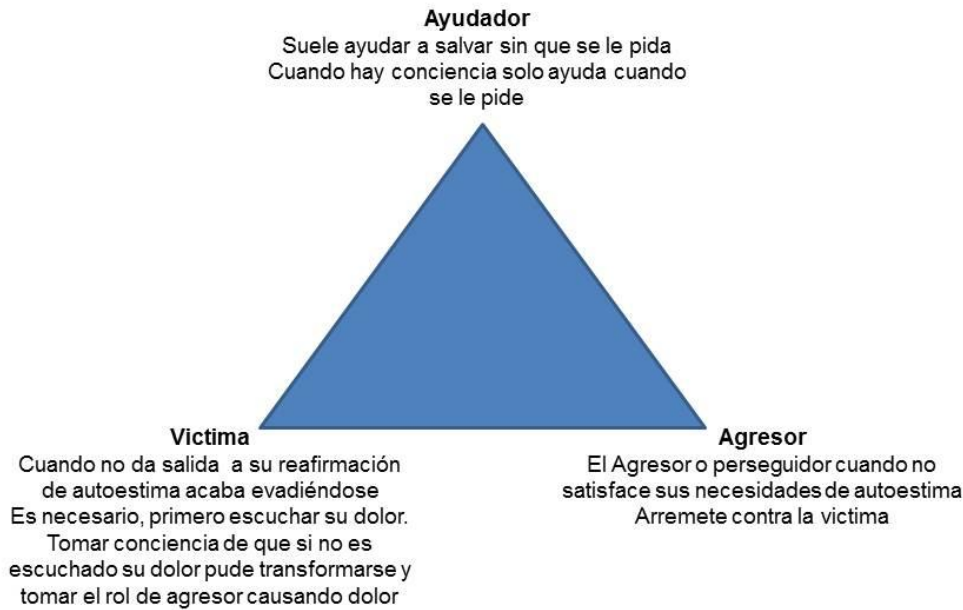 Ayudador
Suele ayudar a salvar sin que se le pida
Cuando hay conciencia solo ayuda cuando
se le pide
Victima
Cuando no da salida a su reafirmación
de autoestima acaba evadiéndose
Es necesario, primero escuchar su dolor.
Tomar conciencia de que si no es
escuchado su dolor pude transformarse y
tomar el rol de agresor causando dolor
Agresor
El Agresor o perseguidor cuando no
satisface sus necesidades de autoestima
Arremete contra la victima